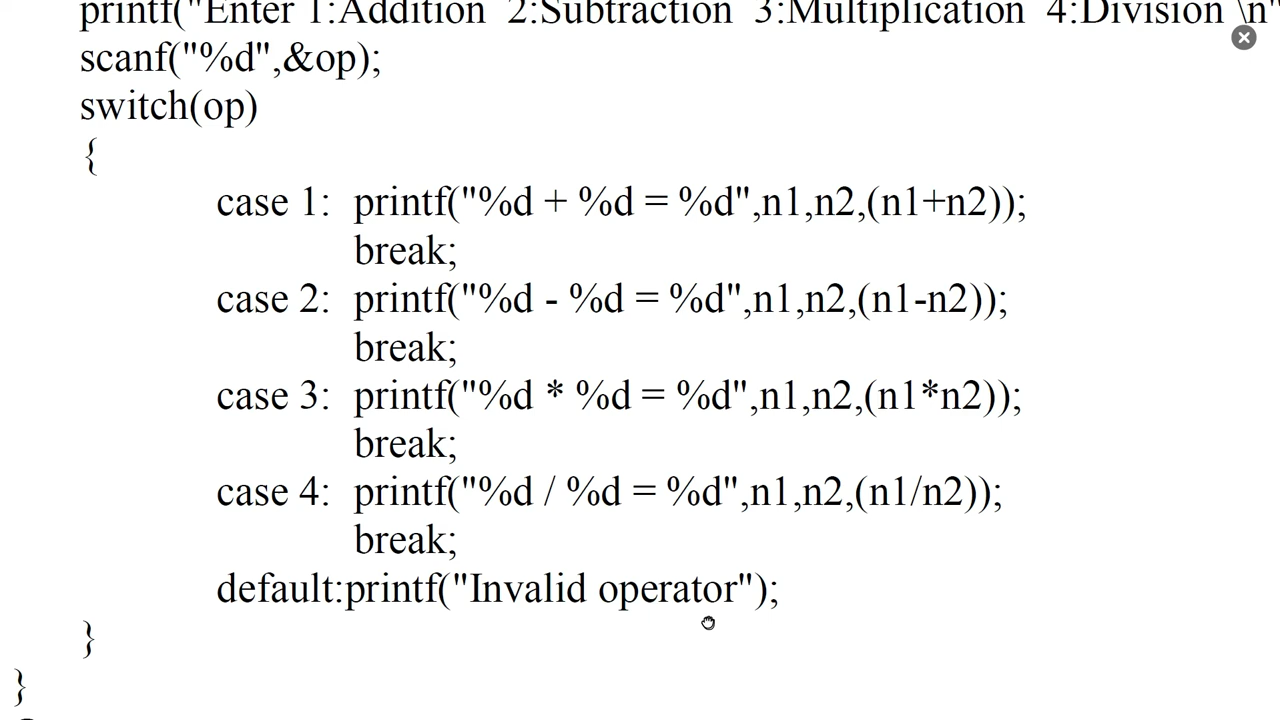 printf("Enter 1:Addition  2:Subtraction  3:Multiplication  4:Division \n"
scanf("%d",&op);
switch(op)
{
case 1:  printf("%d + %d = %d",n1,n2,(n1+n2));
break;
case 2:  printf("%d - %d = %d",n1,n2,(n1-n2));
break;
case 3:  printf("%d * %d = %d",n1,n2,(n1*n2));
break;
case 4:  printf("%d / %d = %d",n1,n2,(n1/n2));
break;
default:printf("Invalid operator");
}
}